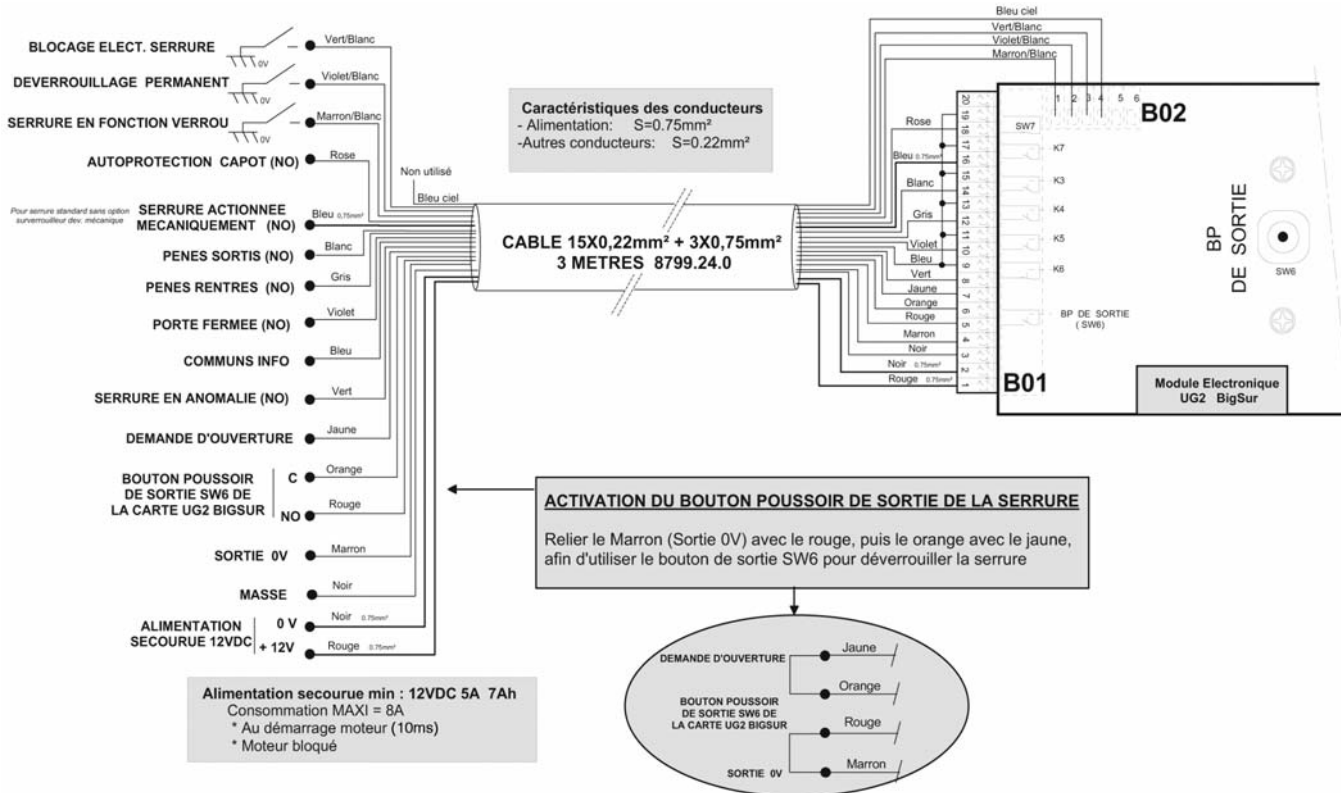 BLOCAGE ELECT. SERRURE
0V
Vert/Blanc
DEVERROUILLAGE PERMANENT
0V
Violet/Blanc
SERRURE EN FONCTION VERROU
0V
Marron/Blanc
AUTOPROTECTION CAPOT (NO)
Rose
Pour serrure standard sans option
surverrouilleur dev. mécanique
SERRURE ACTIONNEE
MECANIQUEMENT (NO)
Bleu 0,75mm²
PENES SORTIS (NO)
Blanc
PENES RENTRES (NO)
Gris
PORTE FERMEE (NO)
Violet
COMMUNS INFO
Bleu
SERRURE EN ANOMALIE (NO)
Vert
DEMANDE D'OUVERTURE
Jaune
BOUTON POUSSOIR
DE SORTIE SW6 DE
LA CARTE UG2 BIGSUR
C
Orange
NO
Rouge
SORTIE 0V
Marron
MASSE
Noir
ALIMENTATION
SECOURUE 12VDC
0 V
Noir 0.75mm²
+ 12V
Rouge 0.75mm²
Alimentation secourue min : 12VDC 5A 7Ah
Consommation MAXI = 8A
* Au démarrage moteur (10ms)
* Moteur bloqué
Caractéristiques des conducteurs
- Alimentation: S=0.75mm²
-Autres conducteurs: S=0.22mm²
Non utilisé
Bleu ciel
CABLE 15X0,22mm² + 3X0,75mm²
3 METRES 8799.24.0
Bleu ciel
Vert/Blanc
Violet/Blanc
Marron/Blanc
1 2 3 4 5 6
B02
Rose
Bleu 0.75mm²
Blanc
Gris
Violet
Bleu
Vert
Jaune
Orange
Rouge
Marron
Noir
Noir 0.75mm²
Rouge 0.75mm²
20
19
18
17
16
15
14
13
12
11
10
9
8
7
6
5
4
3
2
1
SW7
K7
K3
K4
K5
K6
BP DE SORTIE
( SW6)
B01
BP
DE SORTIE
SW6
Module Electronique
UG2 BigSur
ACTIVATION DU BOUTON POUSSOIR DE SORTIE DE LA SERRURE
Relier le Marron (Sortie 0V) avec le rouge, puis le orange avec le jaune,
afin d'utiliser le bouton de sortie SW6 pour déverrouiller la serrure
DEMANDE D'OUVERTURE
Jaune
Orange
BOUTON POUSSOIR
DE SORTIE SW6 DE
LA CARTE UG2 BIGSUR
Rouge
SORTIE 0V
Marron